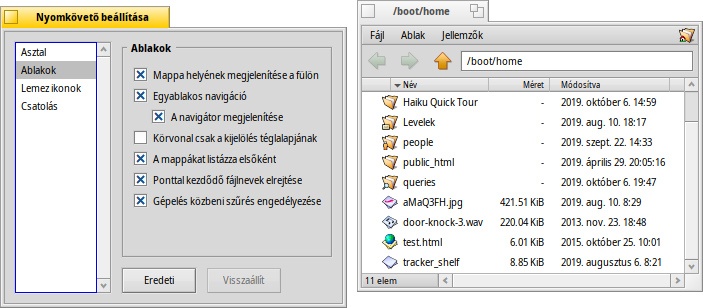 Nyomkövető beállítása
Asztal
Ablakok
Lemezikonok
Csatolás
Ablakok
Mappa helyének megjelenítése a fülön
Egyablakos navigáció
A navigátor megjelenítése
Körvonal csak a kijelölés téglalapjának
A mappákat listázza elsőként
Ponttal kezdődő fájlnevek elrejtése
Gépelés közbeni szűrés engedélyezése
Eredeti
Visszaállít
/boot/home
Fájl Ablak Jellemzők
/boot/home
Név Méret Módosítva
Haiku Quick Tour - 2019. október 6. 14:59
Levelek - 2019. aug. 10. 18:17
people - 2019. szept. 22. 14:33
public_html - 2019. április 29. 20:05:16
queries - 2019. október 6. 19:47
aMaQ3FH.jpg 421.51 KiB 2019. aug. 10. 8:29
door-knock-3.wav 220.04 KiB 2013. nov. 23. 18:48
test.html 6.01 KiB 2015. október 25. 10:01
tracker_shelf 8.85 KiB 2019. augusztus 6. 8:21
11 elem